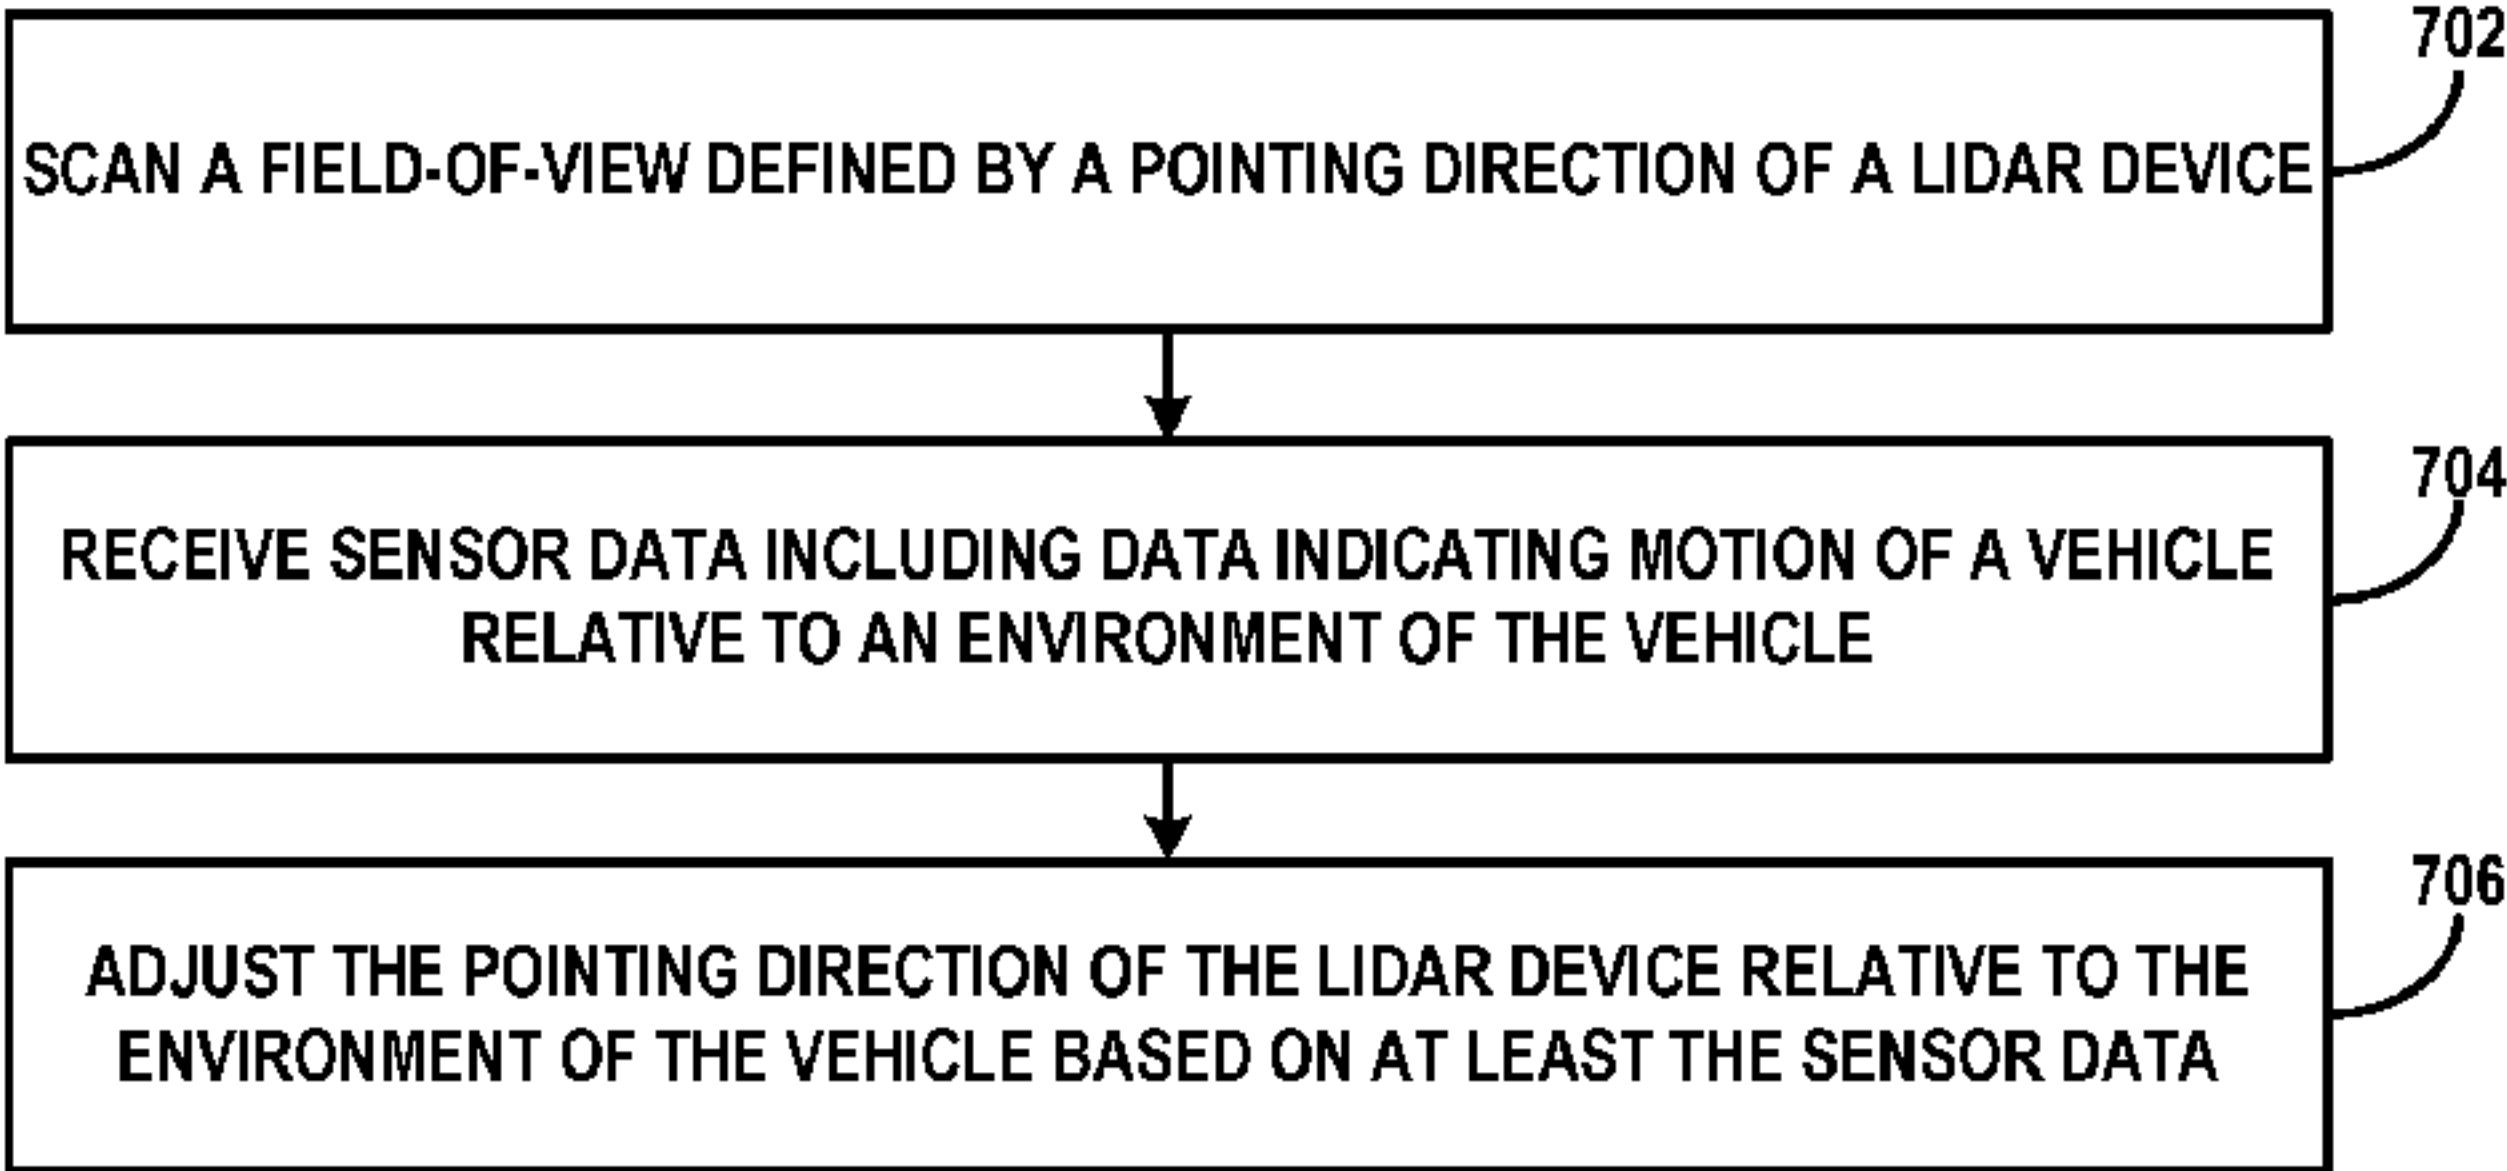 702
SCAN A FIELD-OF-VIEW DEFINED BY A POINTING DIRECTION OF A LIDAR DEVICE
704
RECEIVE SENSOR DATA INCLUDING DATA INDICATING MOTION OF A VEHICLE
RELATIVE TO AN ENVIRONMENT OF THE VEHICLE
706
ADJUST THE POINTING DIRECTION OF THE LIDAR DEVICE RELATIVE TO THE
ENVIRONMENT OF THE VEHICLE BASED ON AT LEAST THE SENSOR DATA